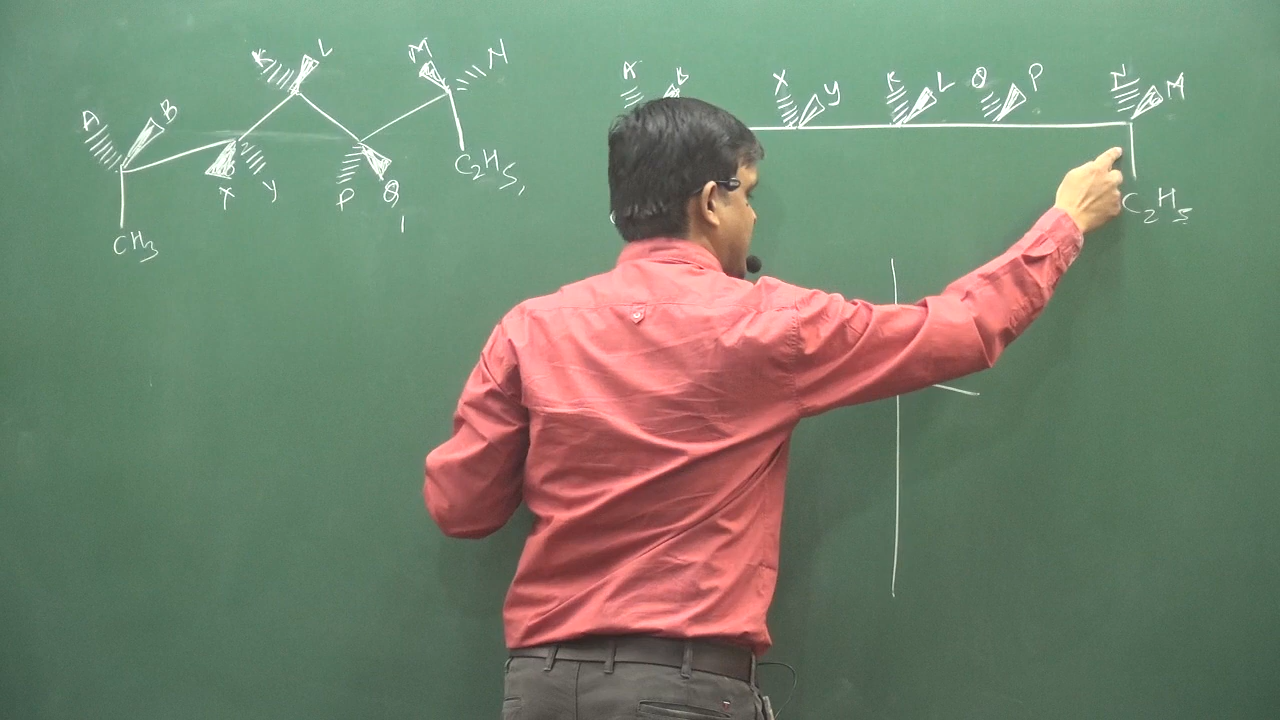 A B K L M N
X Y P Q C2H5,
CH3
A B X Y K L Q P N M
C2H5